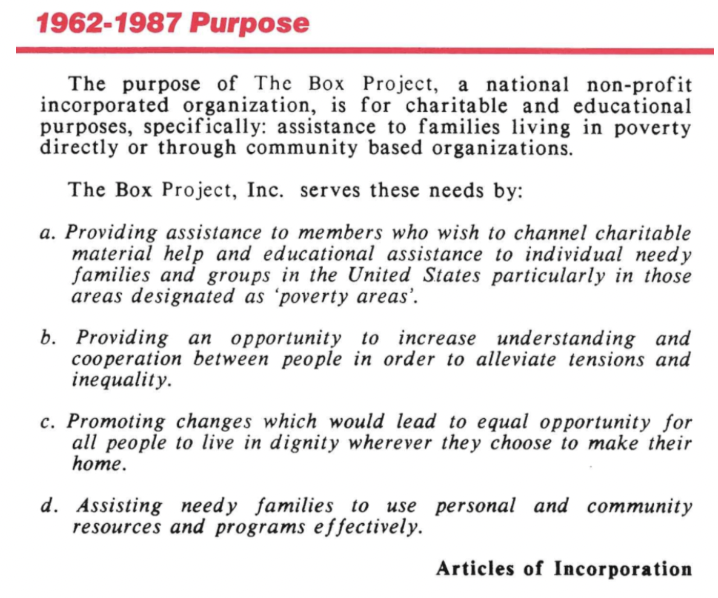 1962-1987 Purpose
The purpose of The Box Project, a national non-profit
incorporated organization, is for charitable and educational
purposes, specifically: assistance to families living in poverty
directly or through community based organizations.
The Box Project, Inc. serves these needs by:
a. Providing assistance to members who wish to channel charitable
material help and educational assistance to individual needy
families and groups in the United States particularly in those
areas designated as 'poverty areas'.
b. Providing an opportunity to increase understanding and
cooperation between people in order to alleviate tensions and
inequality.
c. Promoting changes which would lead to equal opportunity for
all people to live in dignity wherever they choose to make their
home.
d. Assisting needy families to use personal and community
resources and programs effectively.
Articles of Incorporation